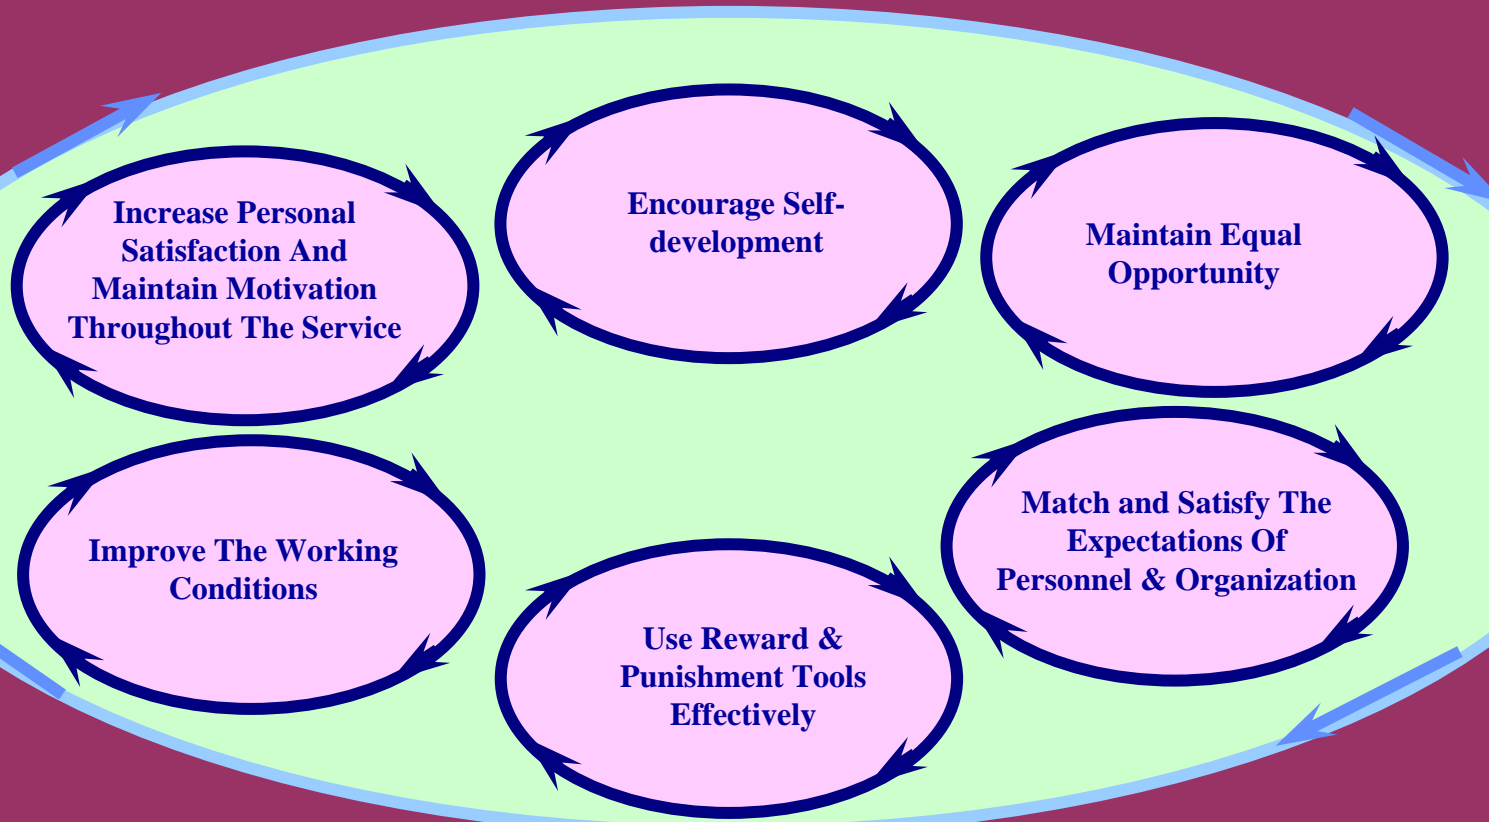 Increase Personal
Satisfaction And
Maintain Motivation
Throughout The Service
Encourage Self-
development
Maintain Equal
Opportunity
Improve The Working
Conditions
Use Reward &
Punishment Tools
Effectively
Match and Satisfy The
Expectations Of
Personnel & Organization